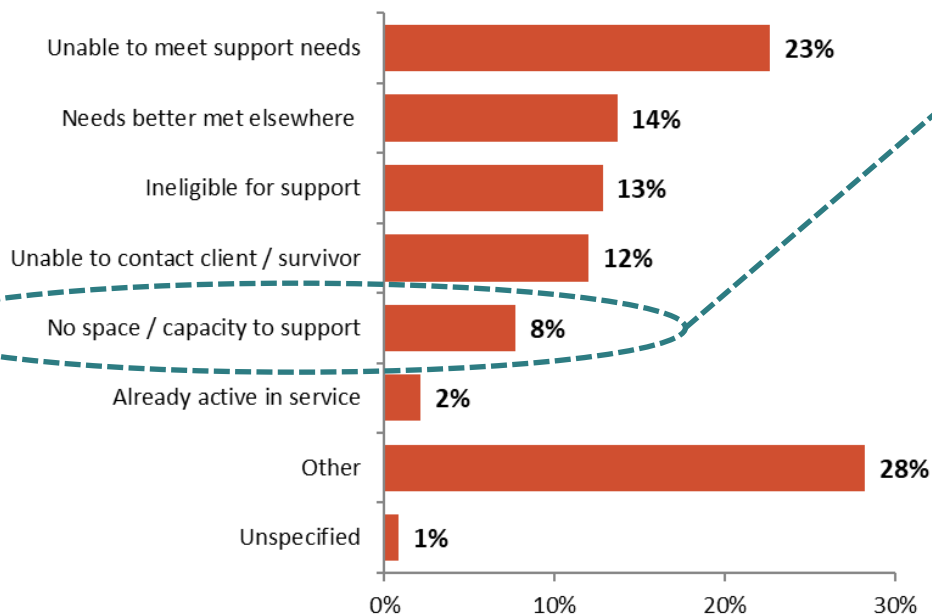 Unable to meet support needs 23%
Needs better met elsewhere 14%
Ineligible for support 13%
Unable to contact client / survivor 12%
No space / capacity to support 8%
Already active in service 2%
Other 28%
Unspecified 1%
0% 10% 20% 30%